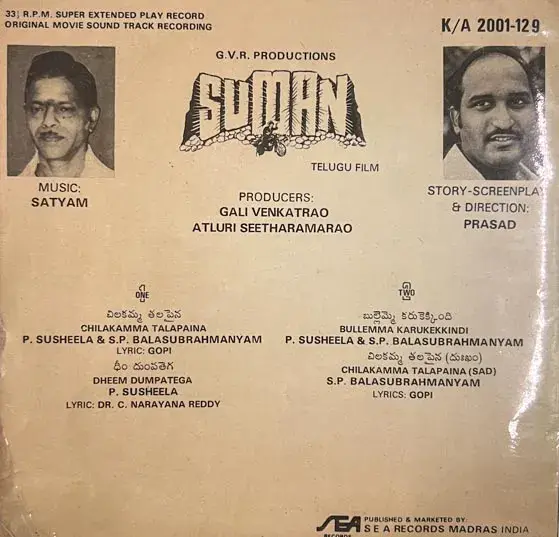 33⅓ R.P.M. SUPER EXTENDED PLAY RECORD
ORIGINAL MOVIE SOUND TRACK RECORDING
K/A 2001-129
G.V.R. PRODUCTIONS
SUMAN
TELUGU FILM
MUSIC:
SATYAM
PRODUCERS:
GALI VENKATRAO
ATLURI SEETHARAMARAO
STORY-SCREENPLA
& DIRECTION:
PRASAD
ONE
చిలకమ్మ తలపైన
CHILAKAMMA TALAPAINA
P. SUSHEELA & S.P. BALASUBRAHMANYAM
LYRIC: GOPI
ధీం దుంపతెగ
DHEEM DUMPATEGA
P. SUSHEELA
LYRIC: DR. C. NARAYANA REDDY
TWO
బుల్లెమ్మ కరుకెక్కింది
BULLEMMA KARUKEKKINDI
P. SUSHEELA & S.P. BALASUBRAHMANYAM
చిలకమ్మ తలపైన (దుఃఖం)
CHILAKAMMA TALAPAINA (SAD)
S.P. BALASUBRAHMANYAM
LYRICS: GOPI
SEA RECORDS
PUBLISHED & MARKETED BY:
S E A RECORDS MADRAS INDIA